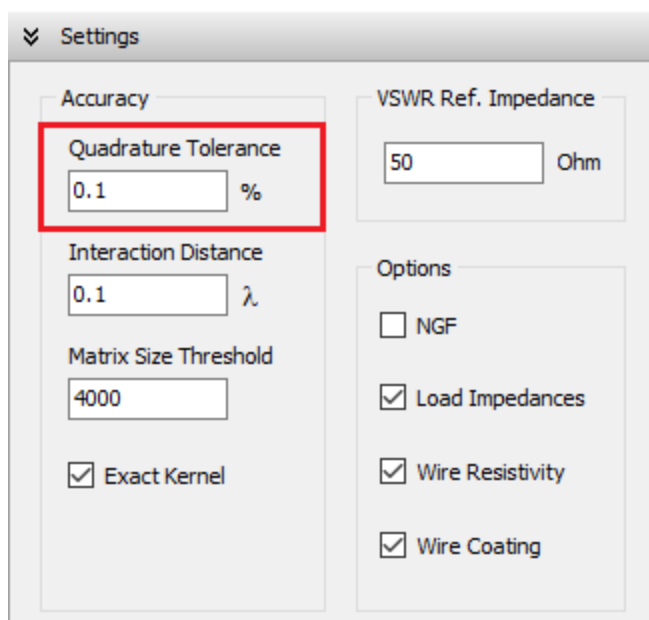 Settings
Accuracy
Quadrature Tolerance
0.1 %
Interaction Distance
0.1 λ
Matrix Size Threshold
4000
Exact Kernel
VSWR Ref. Impedance
50 Ohm
Options
NGF
Load Impedances
Wire Resistivity
Wire Coating